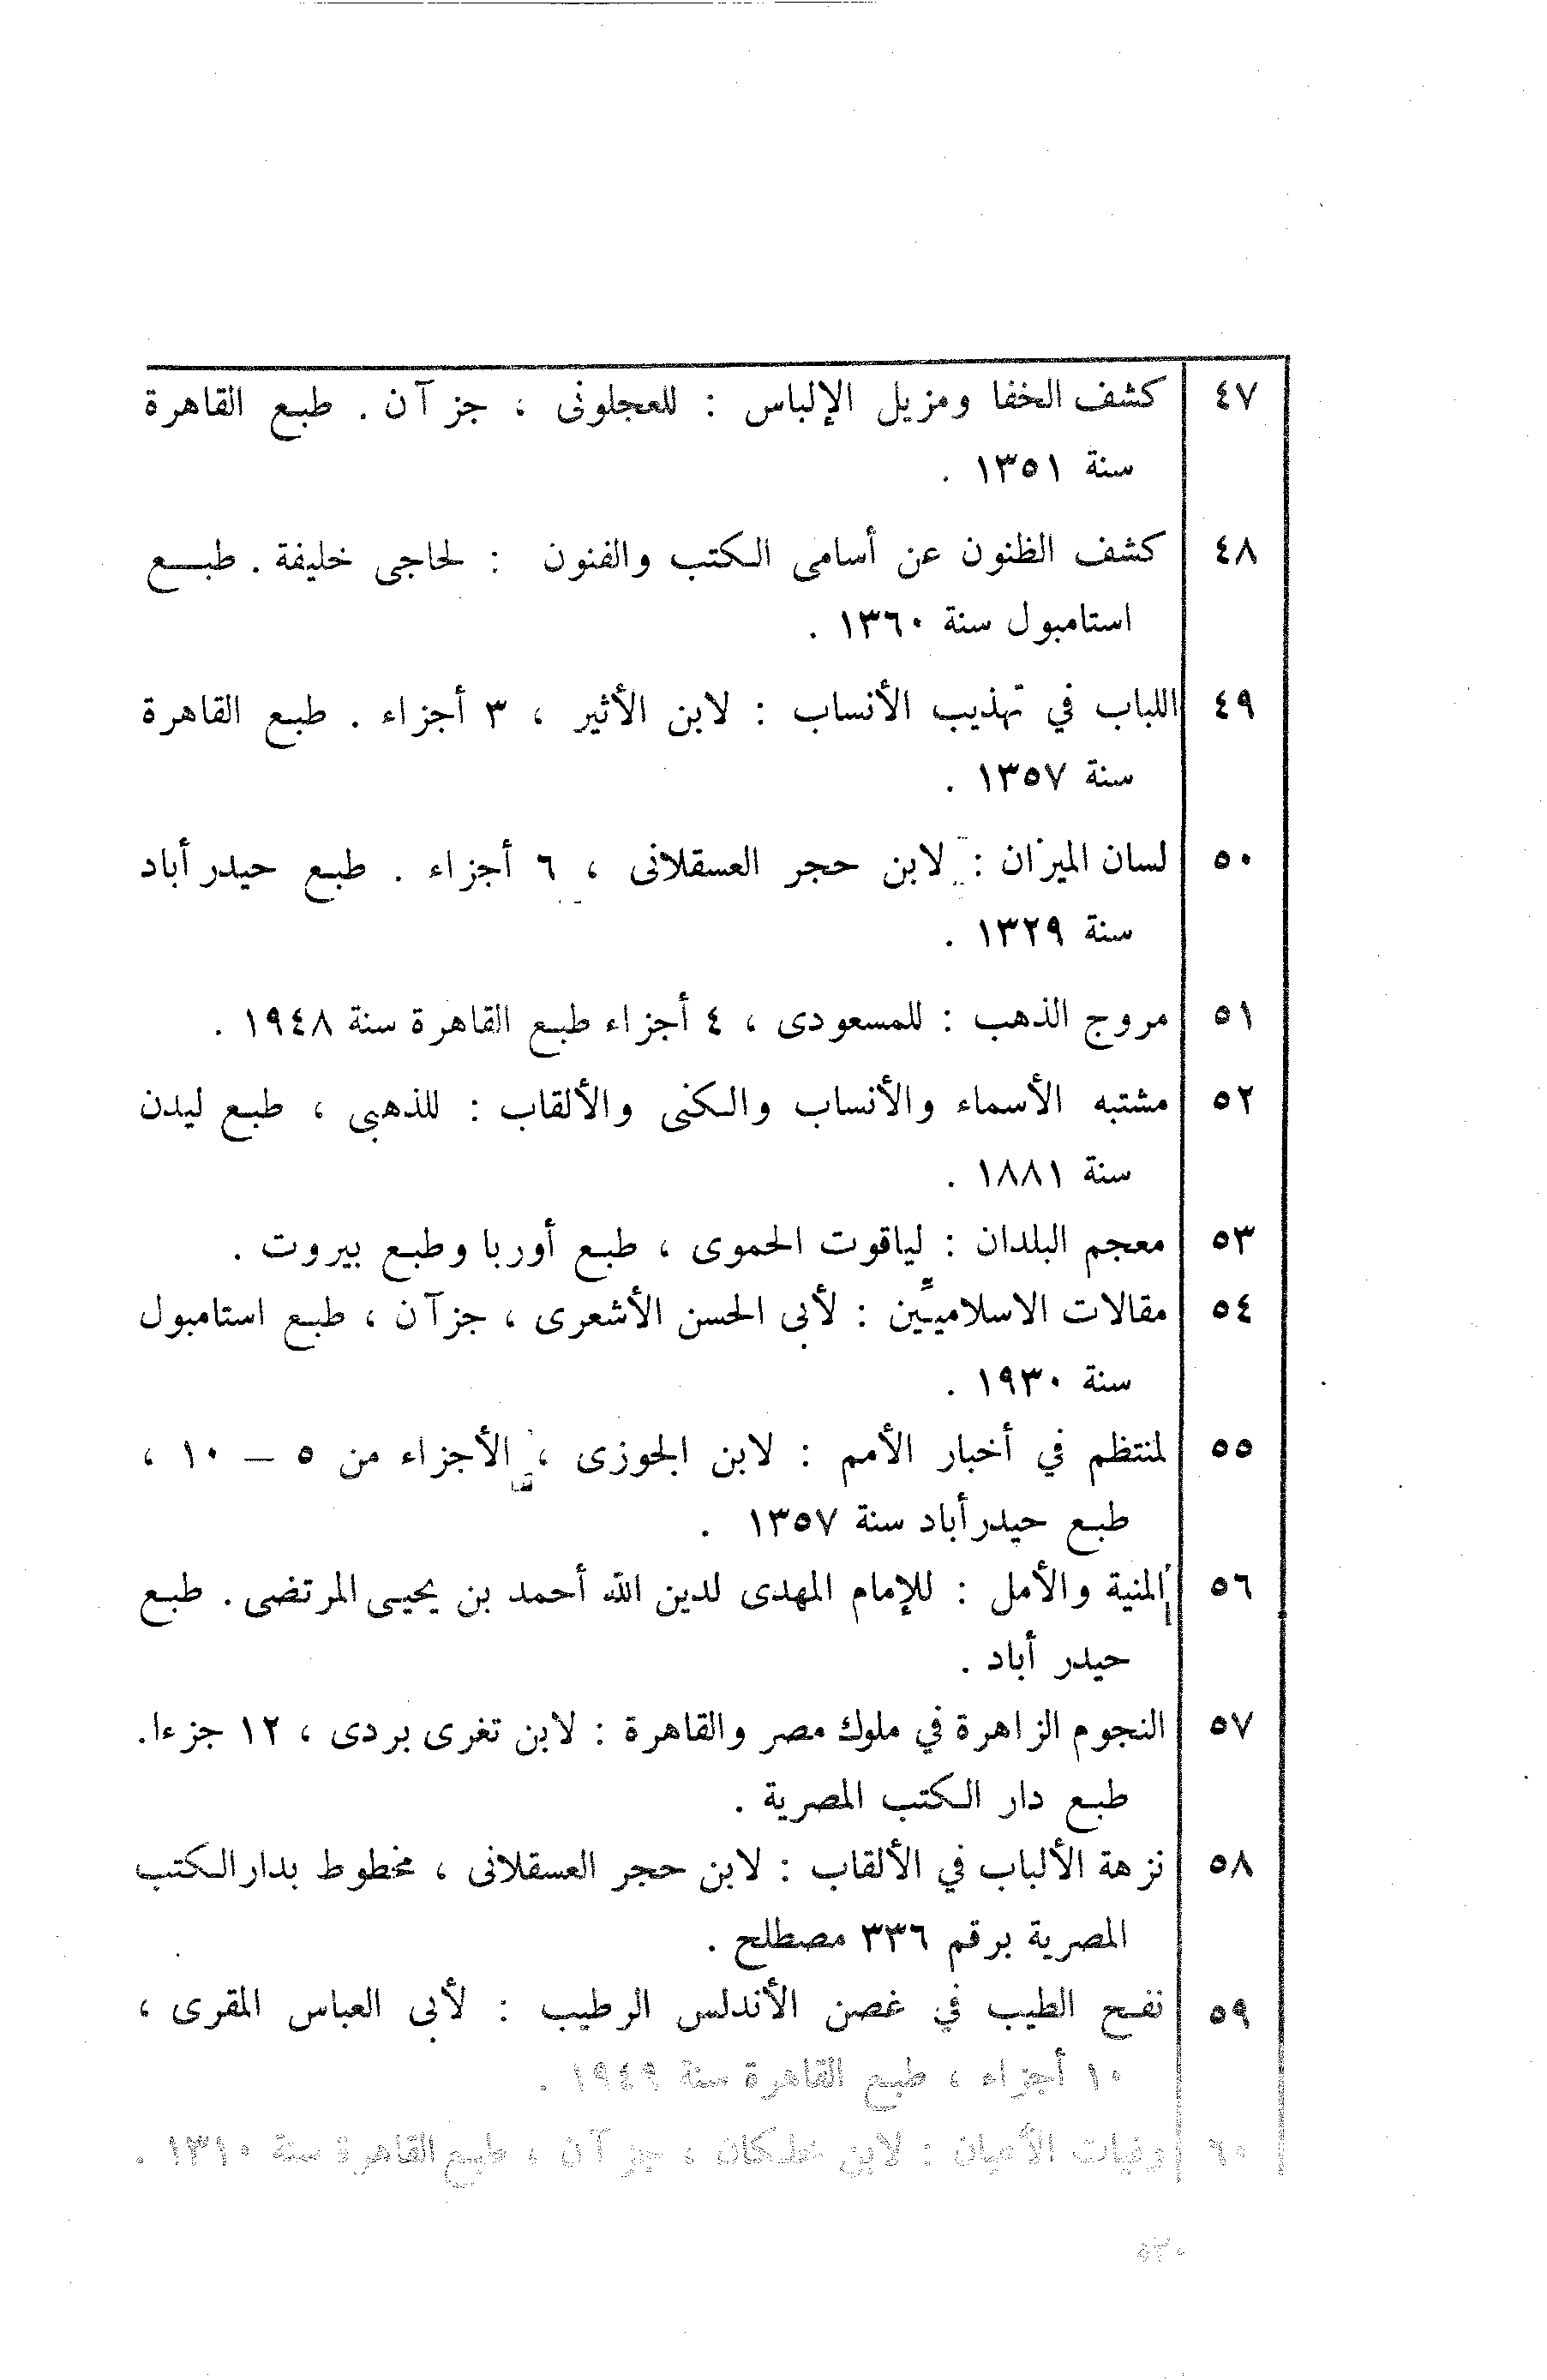 ٤٧ كشف الخفا ومزيل الإلباس : للعجلونى ، جزآن . طبع القاهرة
سنة ١٣٥١ .
٤٨ كشف الظنون عن أسامى الكتب والفنون : لحاجى خليفة . طبع
استامبول سنة ١٣٦٠ .
٤٩ اللباب في تهذيب الأنساب : لابن الأثير ، ٣ أجزاء . طبع القاهرة
سنة ١٣٥٧ .
٥٠ لسان الميزان : لابن حجر العسقلانى ، ٦ أجزاء . طبع حيدرأباد
سنة ١٣٢٩ .
٥١ مروج الذهب : للمسعودى ، ٤ أجزاء طبع القاهرة سنة ١٩٤٨ .
٥٢ مشتبه الأسماء والأنساب والكنى والألقاب : للذهبى ، طبع ليدن
سنة ١٨٨١ .
٥٣ معجم البلدان : لياقوت الحموى ، طبع أوربا وطبع بيروت .
٥٤ مقالات الاسلاميِّين : لأبى الحسن الأشعرى ، جزآن ، طبع استامبول
سنة ١٩٣٠ .
٥٥ لمنتظم في أخبار الأمم : لابن الجوزى ، الأجزاء من ٥ – ١٠ ،
طبع حيدرأباد سنة ١٣٥٧ .
٥٦ المنية والأمل : للإمام المهدى لدين الله أحمد بن يحيى المرتضى . طبع
حيدر أباد .
٥٧ النجوم الزاهرة في ملوك مصر والقاهرة : لابن تغرى بردى ، ١٢ جزءا.
طبع دار الكتب المصرية .
٥٨ نزهة الألباب في الألقاب : لابن حجر العسقلانى ، مخطوط بدار الكتب
المصرية برقم ٣٣٦ مصطلح .
٥٩ نفح الطيب في غصن الأندلس الرطيب : لأبى العباس المقرى ،
١٠ أجزاء ، طبع القاهرة سنة ١٩٤٩ .
٦٠ وفيات الأعيان : لابن خلكان ، جزآن ، طبع القاهرة سنة ١٣١٠ .
٥٣٠